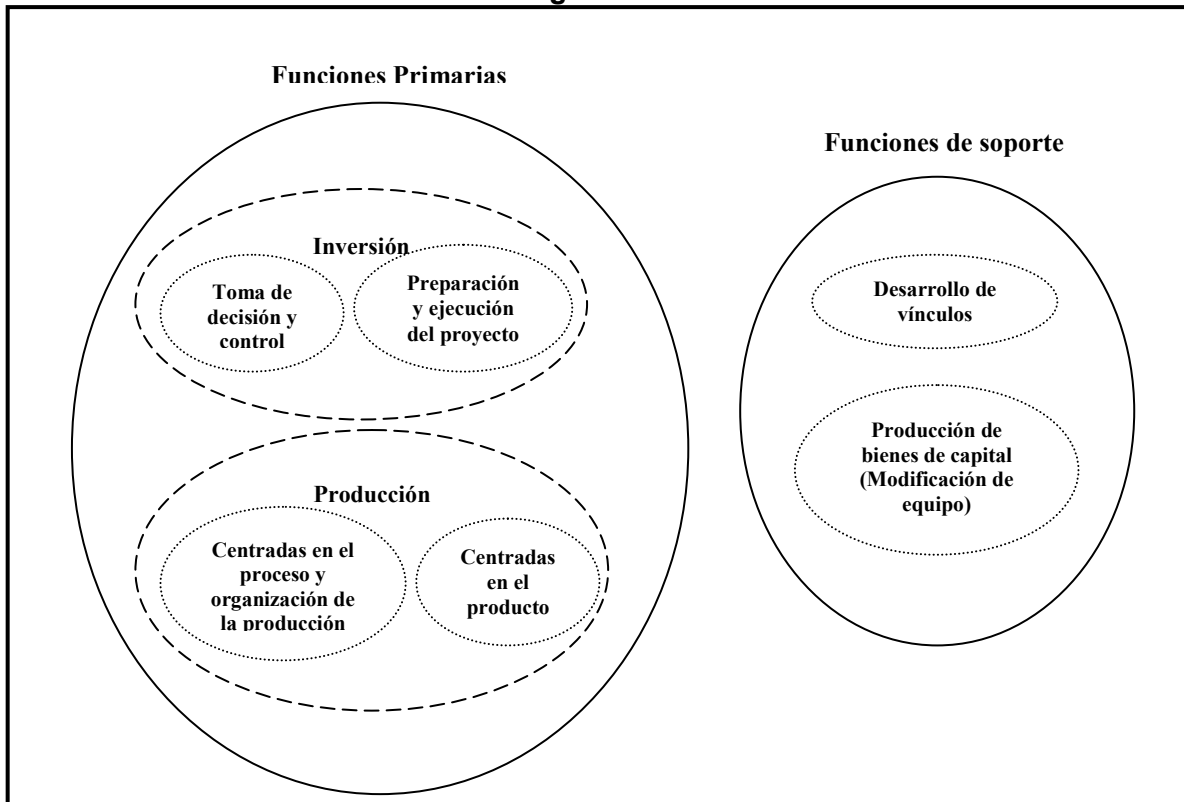 Funciones Primarias
Inversión
Toma de
decisión y
control
Preparación
y ejecución
del proyecto
Producción
Centradas en el
proceso y
organización de
la producción
Centradas
en el
producto
Funciones de soporte
Desarrollo de
vínculos
Producción de
bienes de capital
(Modificación de
equipo)